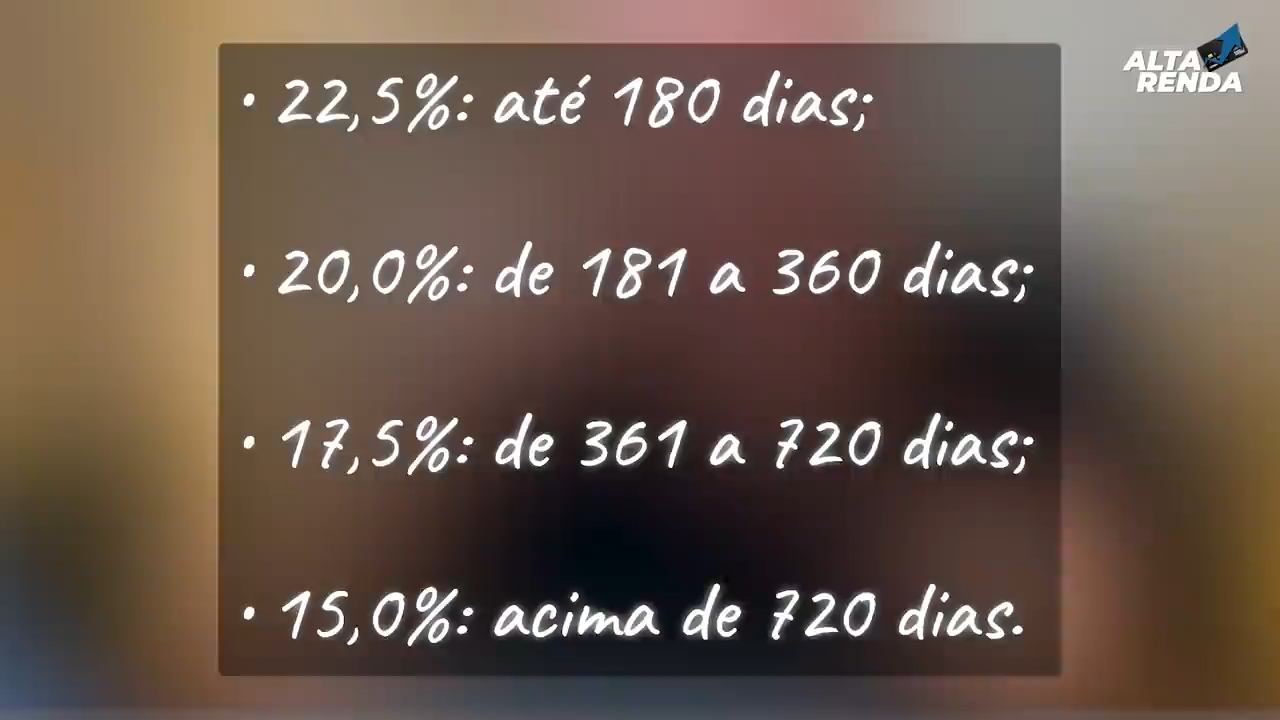 • 22,5%: até 180 dias;
• 20,0%: de 181 a 360 dias;
• 17,5%: de 361 a 720 dias;
• 15,0%: acima de 720 dias.
ALTA
RENDA